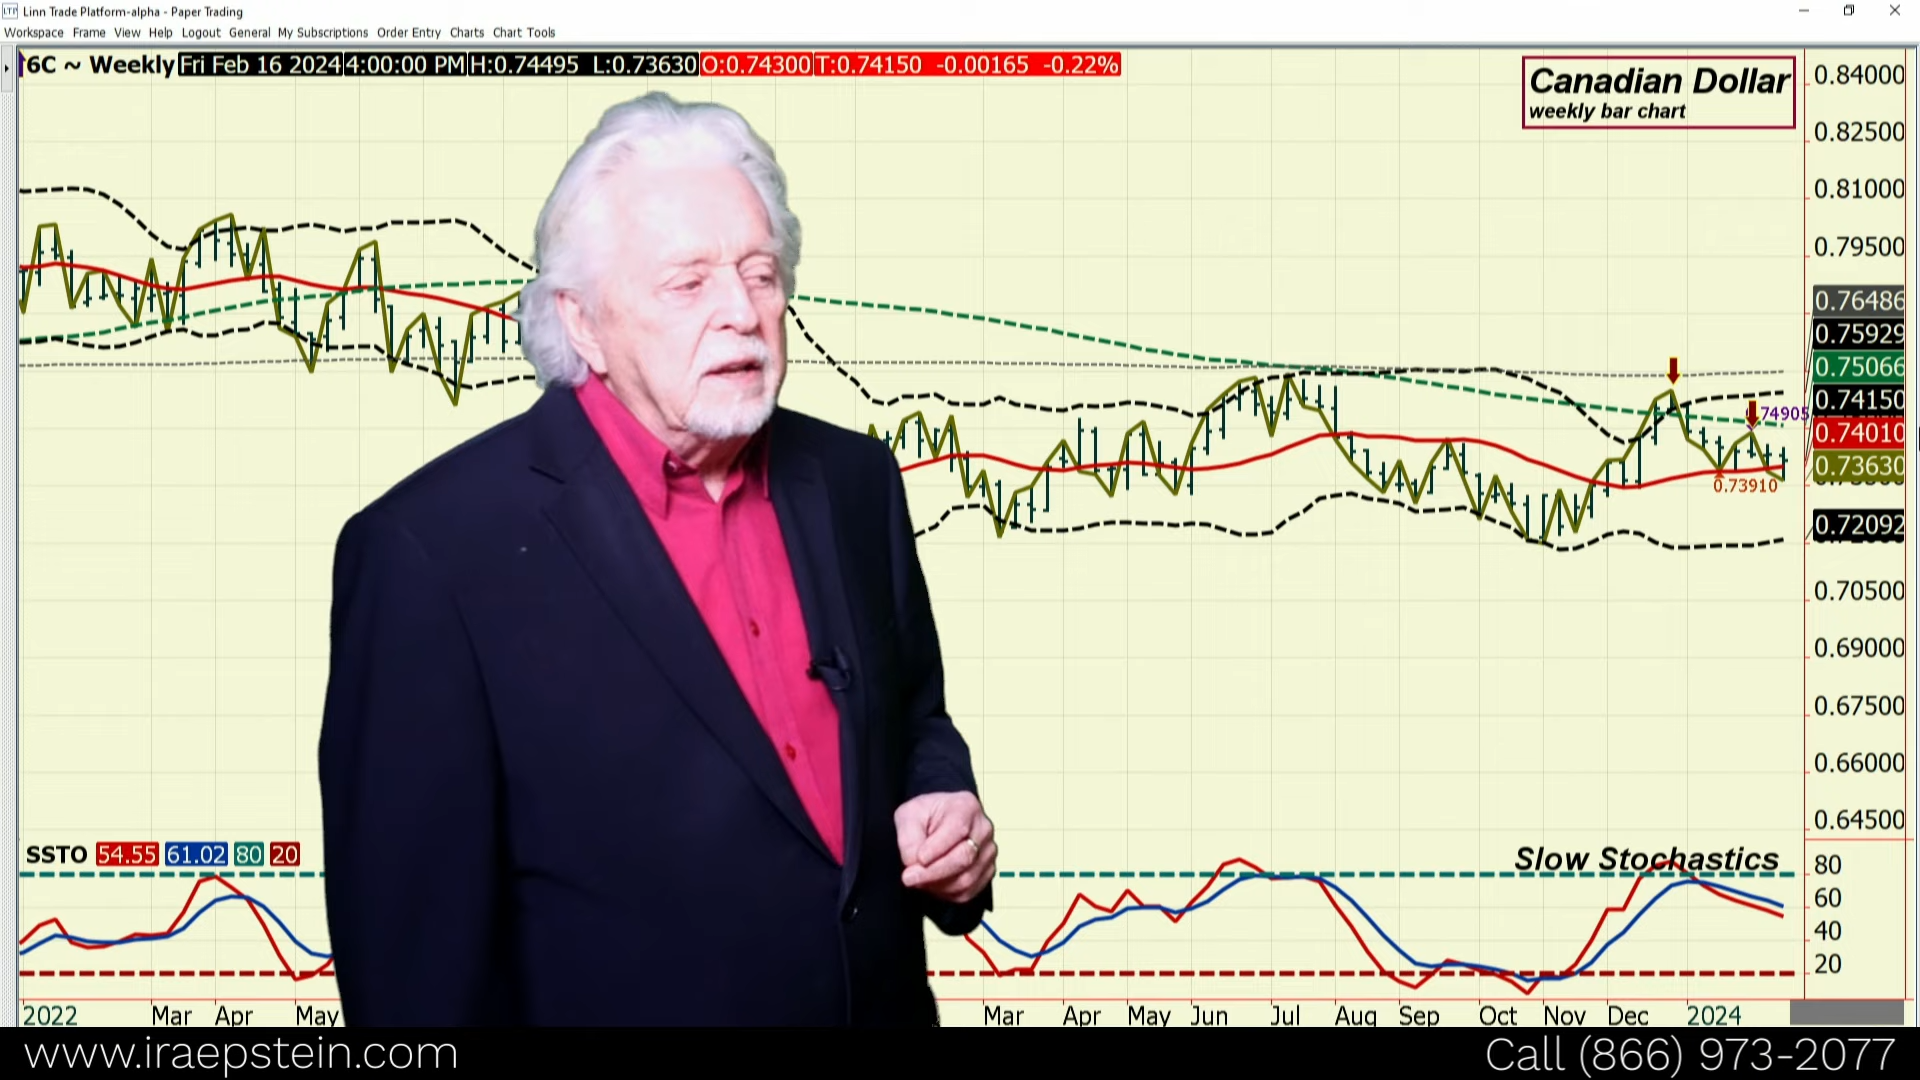 LTP Linn Trade Platform-alpha - Paper Trading
Workspace Frame View Help Logout General My Subscriptions Order Entry Charts Chart Tools
6C ~ Weekly Fri Feb 16 2024 4:00:00 PM H:0.74495 L:0.73630 O:0.74300 T:0.74150 -0.00165 -0.22%
Canadian Dollar
weekly bar chart
0.84000
0.82500
0.81000
0.79500
0.76486
0.75929
0.75066
0.74150
74905
0.74010
0.73630
0.73910
0.72092
0.70500
0.69000
0.67500
0.66000
0.64500
SSTO 54.55 61.02 80 20
Slow Stochastics
80
60
40
20
2022 Mar Apr May Mar Apr May Jun Jul Aug Sep Oct Nov Dec 2024
www.iraepstein.com
Call (866) 973-2077